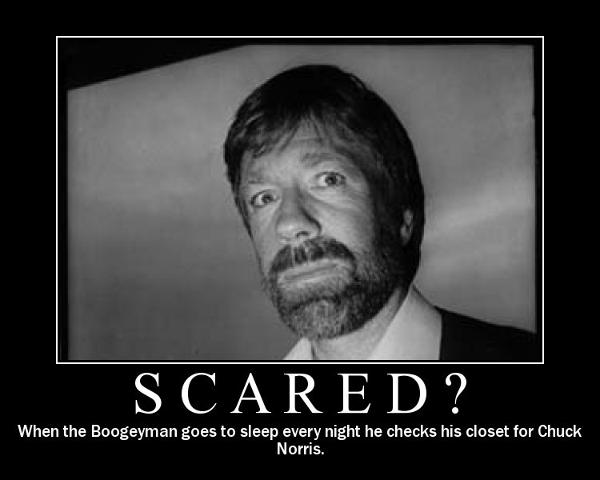 SCARED?
When the Boogeyman goes to sleep every night he checks his closet for Chuck
Norris.